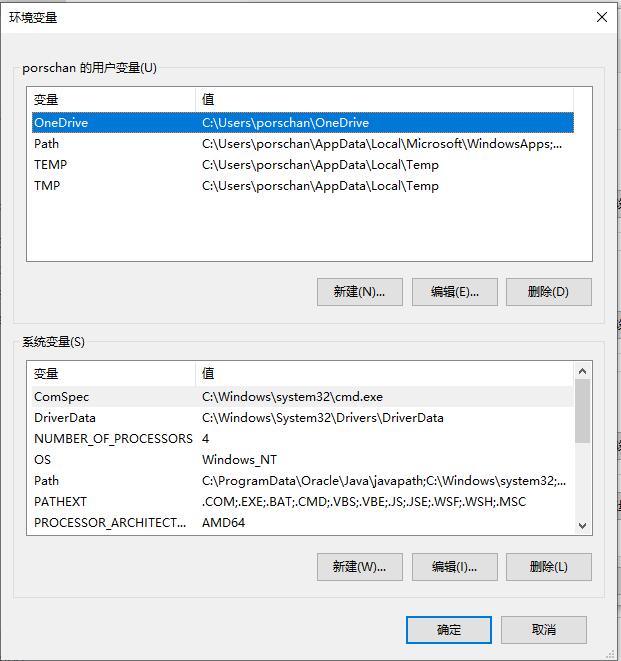 环境变量
porschan 的用户变量(U)
变量 值
OneDrive C:\Users\porschan\OneDrive
Path C:\Users\porschan\AppData\Local\Microsoft\WindowsApps;...
TEMP C:\Users\porschan\AppData\Local\Temp
TMP C:\Users\porschan\AppData\Local\Temp
新建(N)... 编辑(E)... 删除(D)
系统变量(S)
变量 值
ComSpec C:\Windows\system32\cmd.exe
DriverData C:\Windows\System32\Drivers\DriverData
NUMBER_OF_PROCESSORS 4
OS Windows_NT
Path C:\ProgramData\Oracle\Java\javapath;C:\Windows\system32;...
PATHEXT .COM;.EXE;.BAT;.CMD;.VBS;.VBE;.JS;.JSE;.WSF;.WSH;.MSC
PROCESSOR_ARCHITECT... AMD64
新建(W)... 编辑(I)... 删除(L)
确定 取消